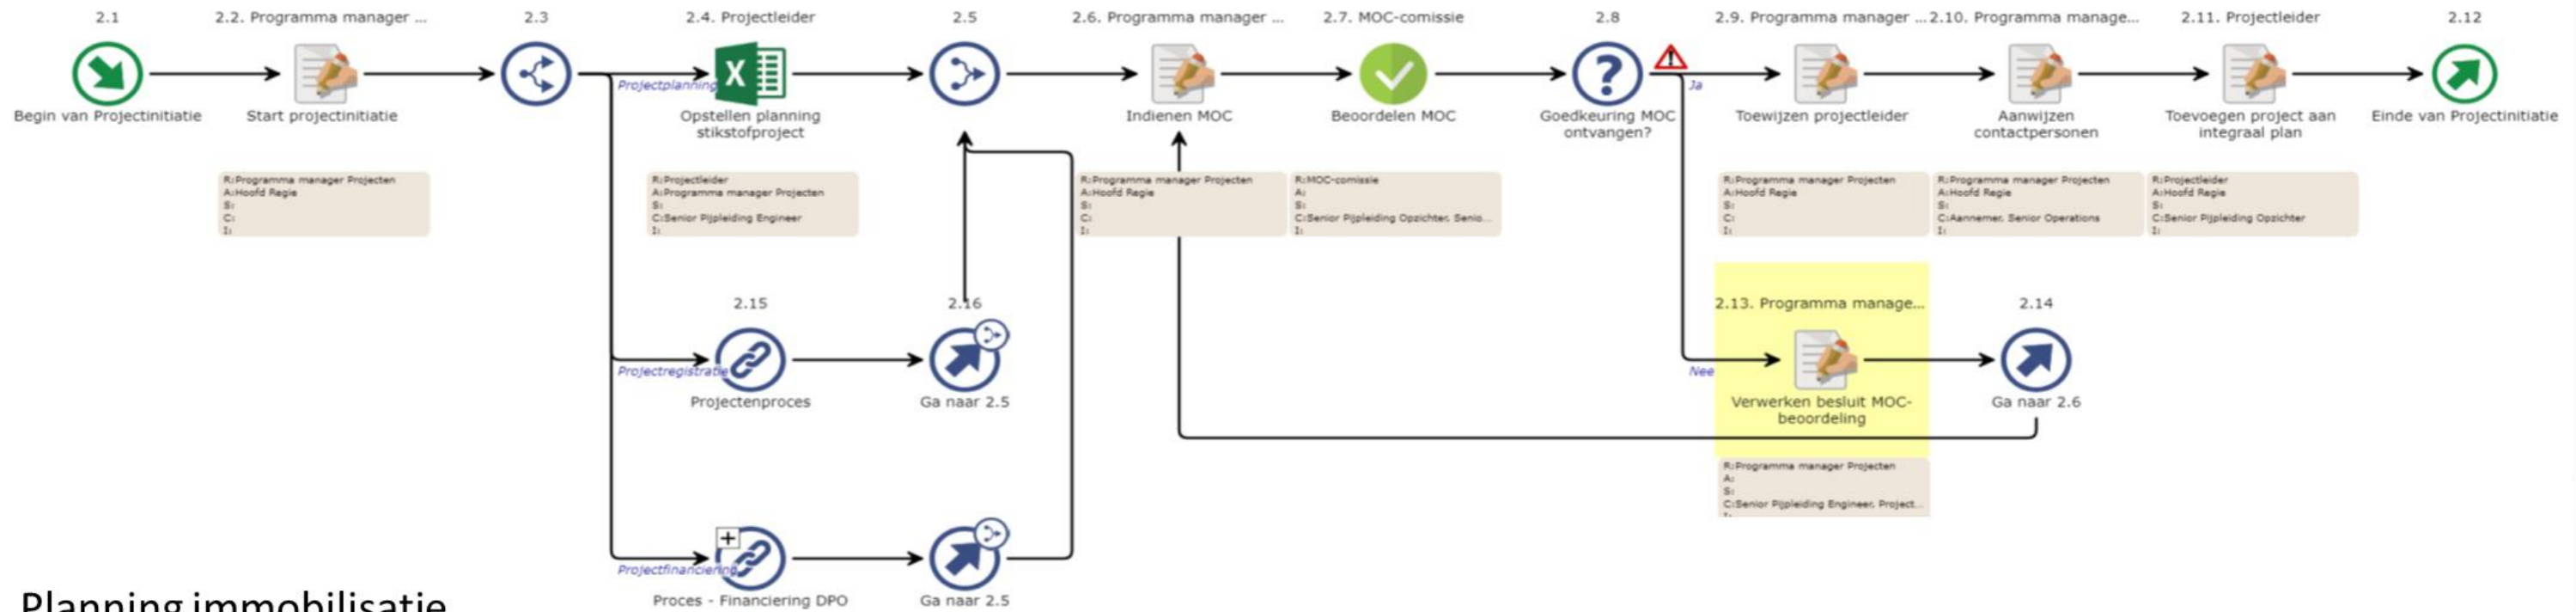 2.1
2.2. Programma manager ...
2.3
2.4. Projectleider
2.5
2.6. Programma manager ...
2.7. MOC-comissie
2.8
2.9. Programma manager ...
2.10. Programma manage...
2.11. Projectleider
2.12
Begin van Projectinitiatie
Start projectinitiatie
Projectplanning
Opstellen planning
stikstofproject
Indienen MOC
Beoordelen MOC
Goedkeuring MOC
ontvangen?
Ja
Toewijzen projectleider
Aanwijzen
contactpersonen
Toevoegen project aan
integraal plan
Einde van Projectinitiatie
R:Programma manager Projecten
A:Hoofd Regie
S:
C:
I:
R:Projectleider
A:Programma manager Projecten
S:
C:Senior Pijpleiding Engineer
I:
R:Programma manager Projecten
A:Hoofd Regie
S:
C:
I:
R:MOC-comissie
A:
S:
C:Senior Pijpleiding Opzichter, Senio...
I:
R:Programma manager Projecten
A:Hoofd Regie
S:
C:
I:
R:Programma manager Projecten
A:Hoofd Regie
S:
C:Aannemer, Senior Operations
I:
R:Projectleider
A:Hoofd Regie
S:
C:Senior Pijpleiding Opzichter
I:
2.15
2.16
2.13. Programma manage...
2.14
Projectregistratie
Projectenproces
Ga naar 2.5
Nee
Verwerken besluit MOC-
beoordeling
Ga naar 2.6
R:Programma manager Projecten
A:
S:
C:Senior Pijpleiding Engineer, Project...
Projectfinanciering
Proces - Financiering DPO
Ga naar 2.5
Planning immobilisatie